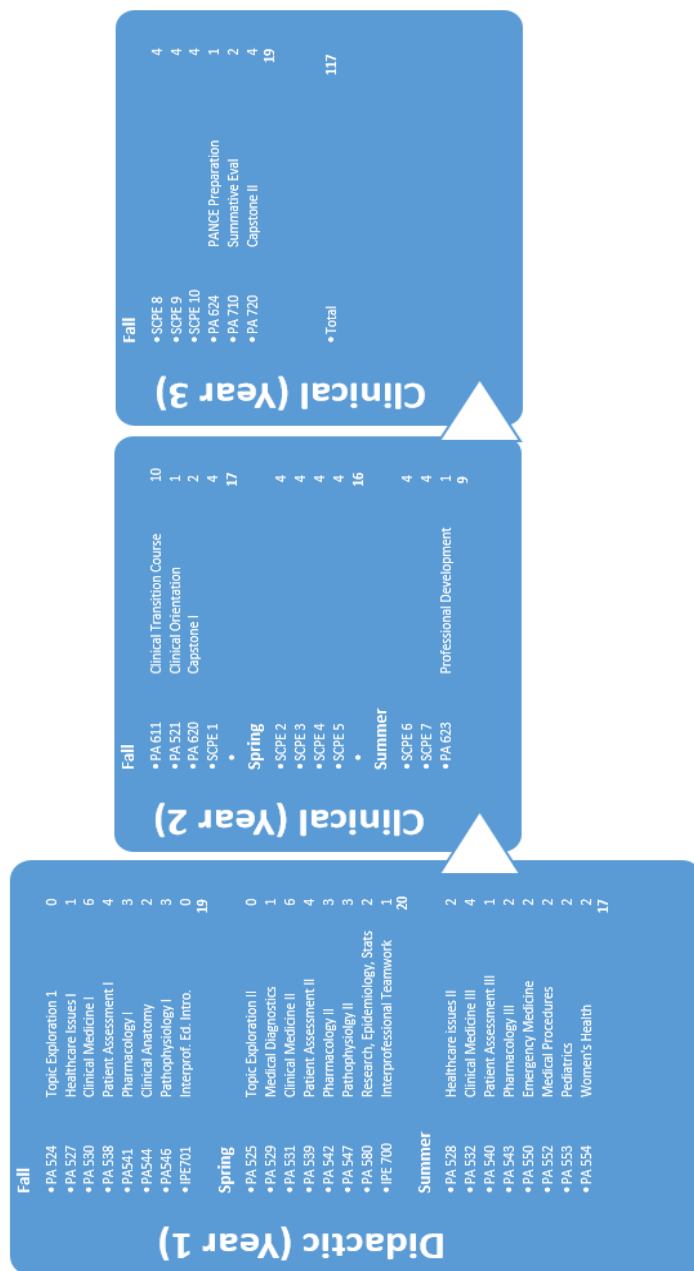 Didactic (Year 1)
Fall
• PA 524 Topic Exploration 1 0
• PA 527 Healthcare Issues I 1
• PA 530 Clinical Medicine I 6
• PA 538 Patient Assessment I 4
• PA541 Pharmacology I 3
• PA544 Clinical Anatomy 2
• PA546 Pathophysiology I 3
• IPE701 Interprof. Ed. Intro. 0
19
Spring
• PA 525 Topic Exploration II 0
• PA 529 Medical Diagnostics 1
• PA 531 Clinical Medicine II 6
• PA 539 Patient Assessment II 4
• PA 542 Pharmacology II 3
• PA 547 Pathophysiolgy II 3
• PA 580 Research, Epidemiology, Stats 2
• IPE 700 Interprofessional Teamwork 1
20
Summer
• PA 528 Healthcare issues II 2
• PA 532 Clinical Medicine III 4
• PA 540 Patient Assessment III 1
• PA 543 Pharmacology III 2
• PA 550 Emergency Medicine 2
• PA 552 Medical Procedures 2
• PA 553 Pediatrics 2
• PA 554 Women's Health 2
17
Clinical (Year 2)
Fall
• PA 611 Clinical Transition Course 10
• PA 521 Clinical Orientation 1
• PA 620 Capstone I 2
• SCPE 1 4
• 17
Spring
• SCPE 2 4
• SCPE 3 4
• SCPE 4 4
• SCPE 5 4
• 16
Summer
• SCPE 6 4
• SCPE 7 4
• PA 623 Professional Development 1
9
Clinical (Year 3)
Fall
• SCPE 8 4
• SCPE 9 4
• SCPE 10 4
• PA 624 PANCE Preparation 1
• PA 710 Summative Eval 2
• PA 720 Capstone II 4
19
• Total 117